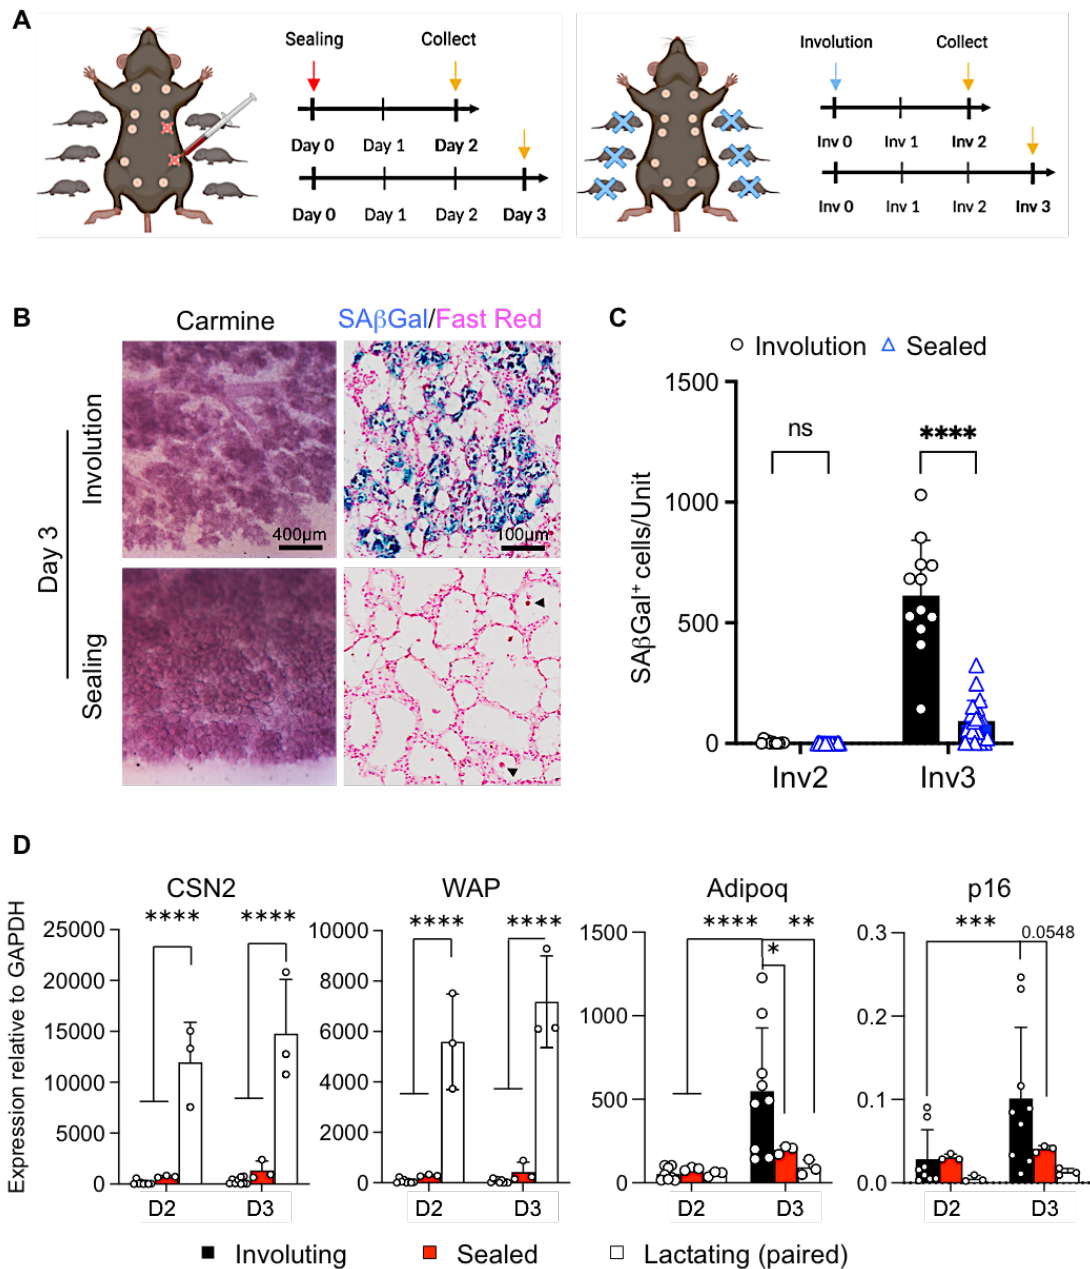 A
Sealing
Collect
Day 0
Day 1
Day 2
Day 0
Day 1
Day 2
Day 3
Involution
Collect
Inv 0
Inv 1
Inv 2
Inv 0
Inv 1
Inv 2
Inv 3
B
Carmine
SAβGal/Fast Red
Day 3
Involution
400µm
100µm
Sealing
C
Involution
Sealed
SAβGal⁺ cells/Unit
1500
1000
500
0
ns
****
Inv2
Inv3
D
Expression relative to GAPDH
CSN2
25000
20000
15000
10000
5000
0
****
****
D2
D3
WAP
10000
8000
6000
4000
2000
0
****
****
D2
D3
Adipoq
1500
1000
500
0
****
**
*
D2
D3
p16
0.3
0.2
0.1
0.0
***
0.0548
D2
D3
Involuting
Sealed
Lactating (paired)